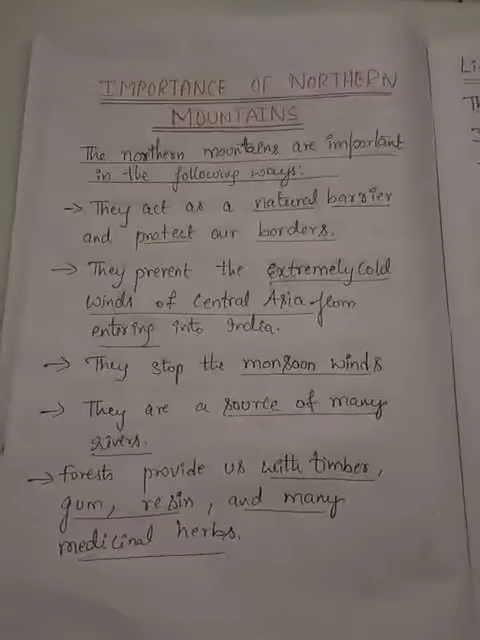 IMPORTANCE OF NORTHERN
MOUNTAINS
The northern mountains are important
in the following ways:
→ They act as a natural barrier
and protect our borders.
→ They prevent the extremely cold
winds of Central Asia from
entering into India.
→ They stop the monsoon winds
→ They are a source of many
rivers.
→ forests provide us with timber,
gum, resin, and many
medicinal herbs.
Li
Th